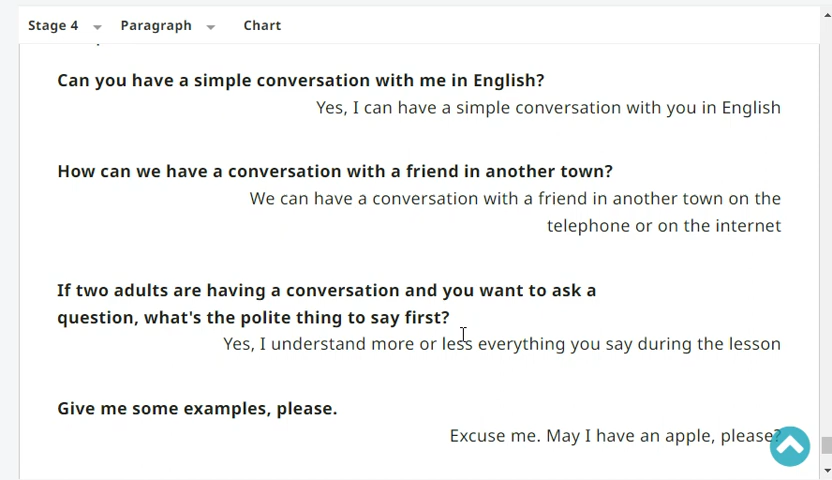 Stage 4
Paragraph
Chart
Can you have a simple conversation with me in English?
Yes, I can have a simple conversation with you in English
How can we have a conversation with a friend in another town?
We can have a conversation with a friend in another town on the
telephone or on the internet
If two adults are having a conversation and you want to ask a
question, what's the polite thing to say first?
Yes, I understand more or less everything you say during the lesson
Give me some examples, please.
Excuse me. May I have an apple, please?